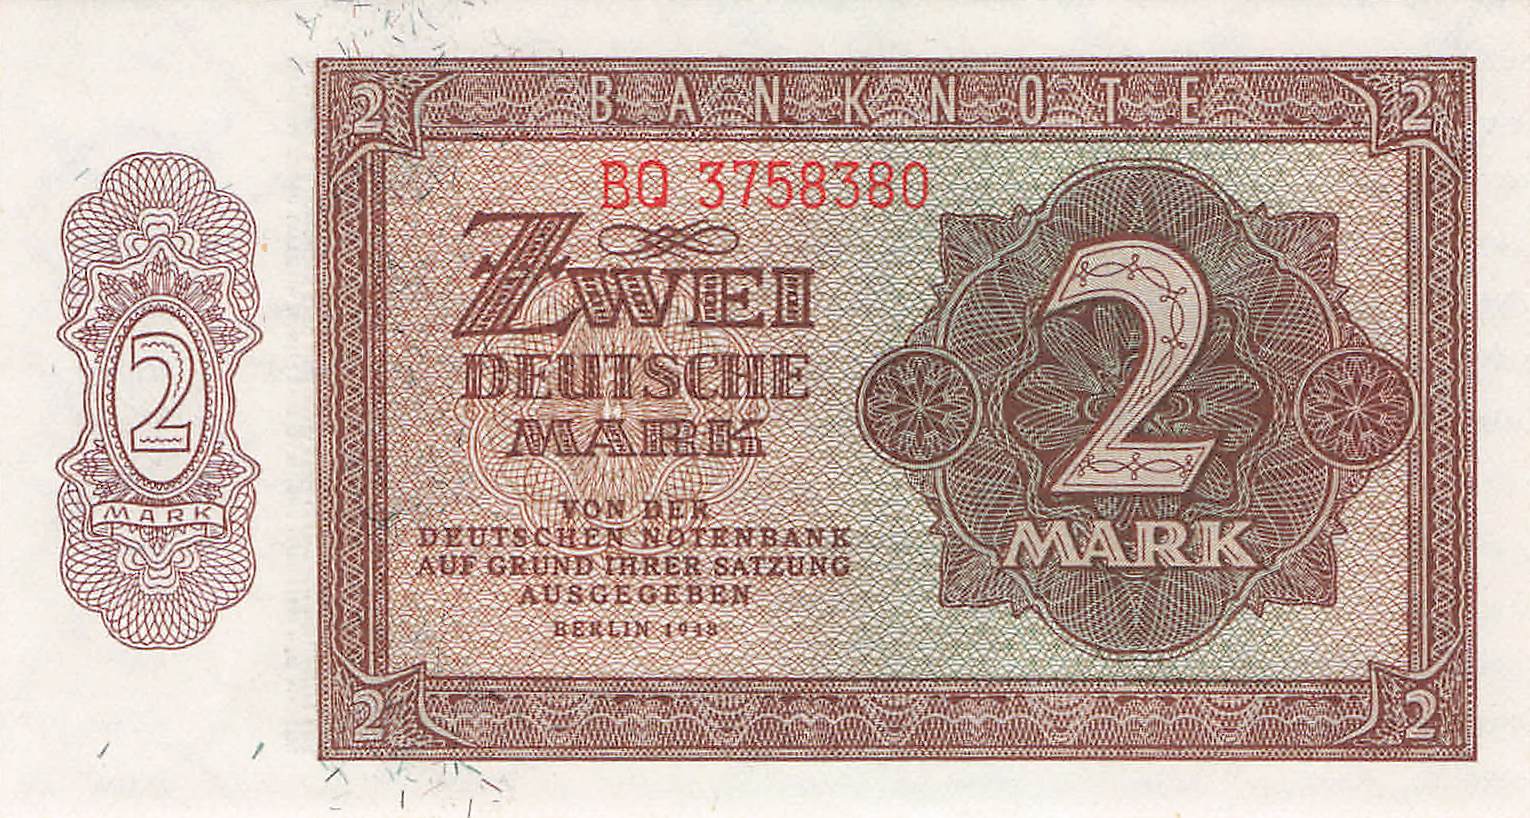 2 BANKNOTE 2
BQ 3758380
ZWEI
DEUTSCHE
MARK
VON DER
DEUTSCHEN NOTENBANK
AUF GRUND IHRER SATZUNG
AUSGEGEBEN
BERLIN 1948
2
MARK
2
MARK
2 2